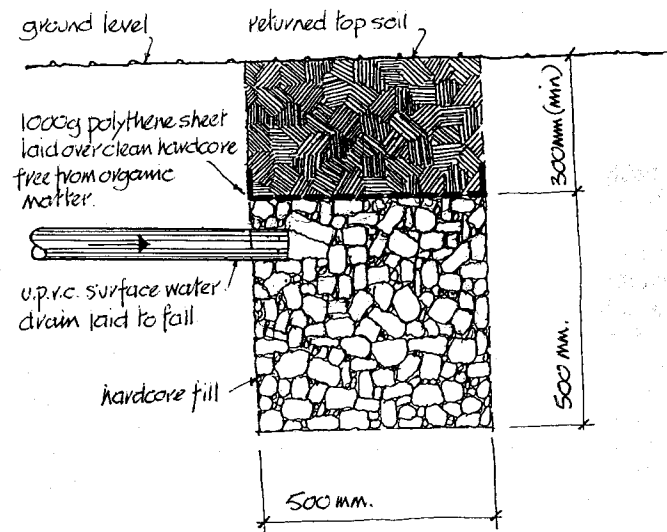 ground level
returned top soil
1000g polythene sheet
laid over clean hardcore
free from organic
matter.
300mm (min)
u.p.v.c. surface water
drain laid to fall
hardcore fill
500 mm.
500 mm.